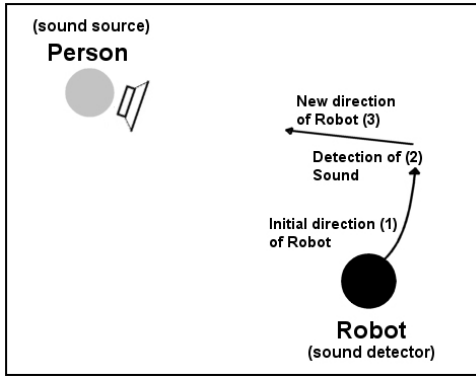 (sound source)
Person
New direction
of Robot (3)
Detection of (2)
Sound
Initial direction (1)
of Robot
Robot
(sound detector)